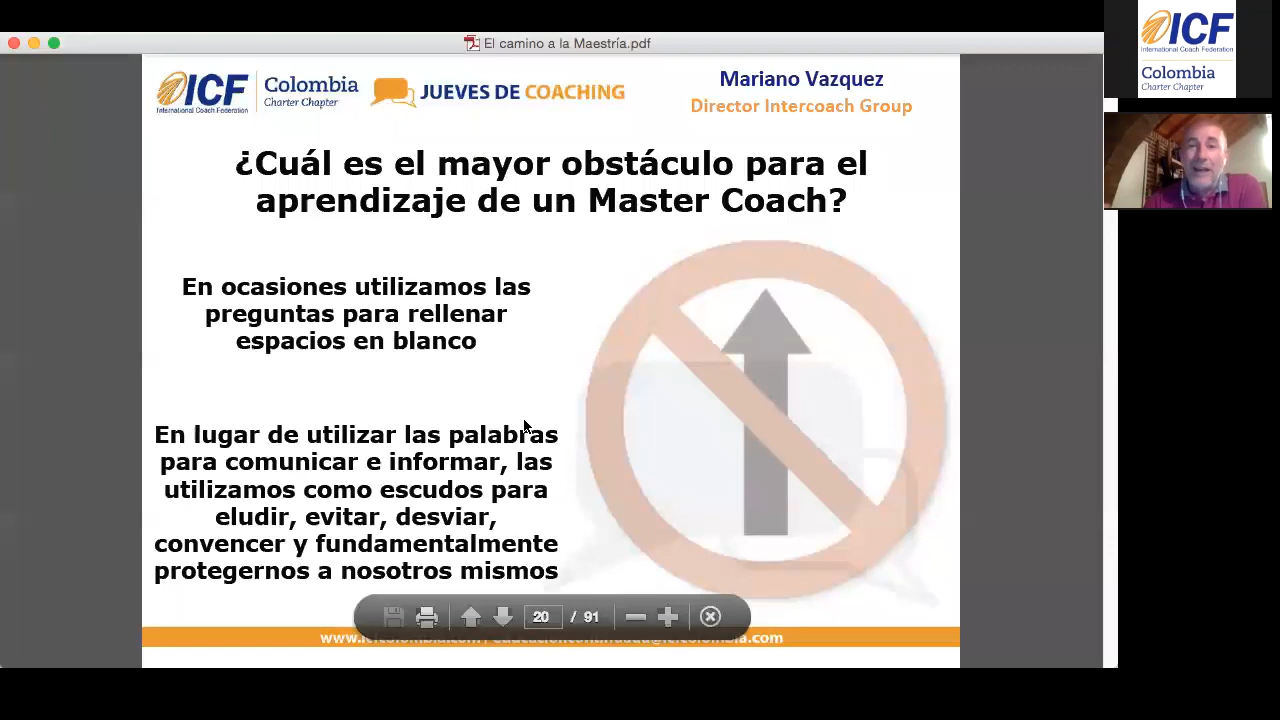 El camino a la Maestría.pdf
ICF
International Coach Federation
Colombia
Charter Chapter
JUEVES DE COACHING
Mariano Vazquez
Director Intercoach Group
¿Cuál es el mayor obstáculo para el
aprendizaje de un Master Coach?
En ocasiones utilizamos las
preguntas para rellenar
espacios en blanco
En lugar de utilizar las palabras
para comunicar e informar, las
utilizamos como escudos para
eludir, evitar, desviar,
convencer y fundamentalmente
protegernos a nosotros mismos
20 / 91
ICF
International Coach Federation
Colombia
Charter Chapter